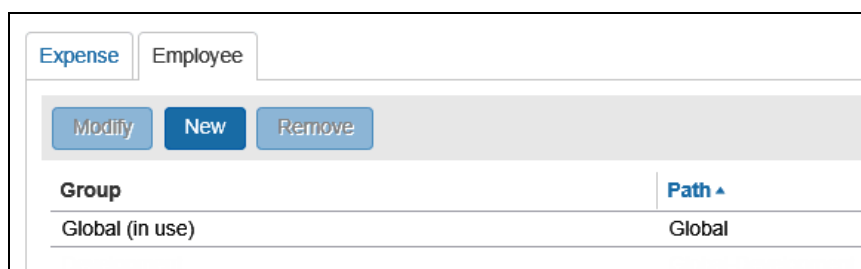 Expense Employee
Modify New Remove
Group Path
Global (in use) Global